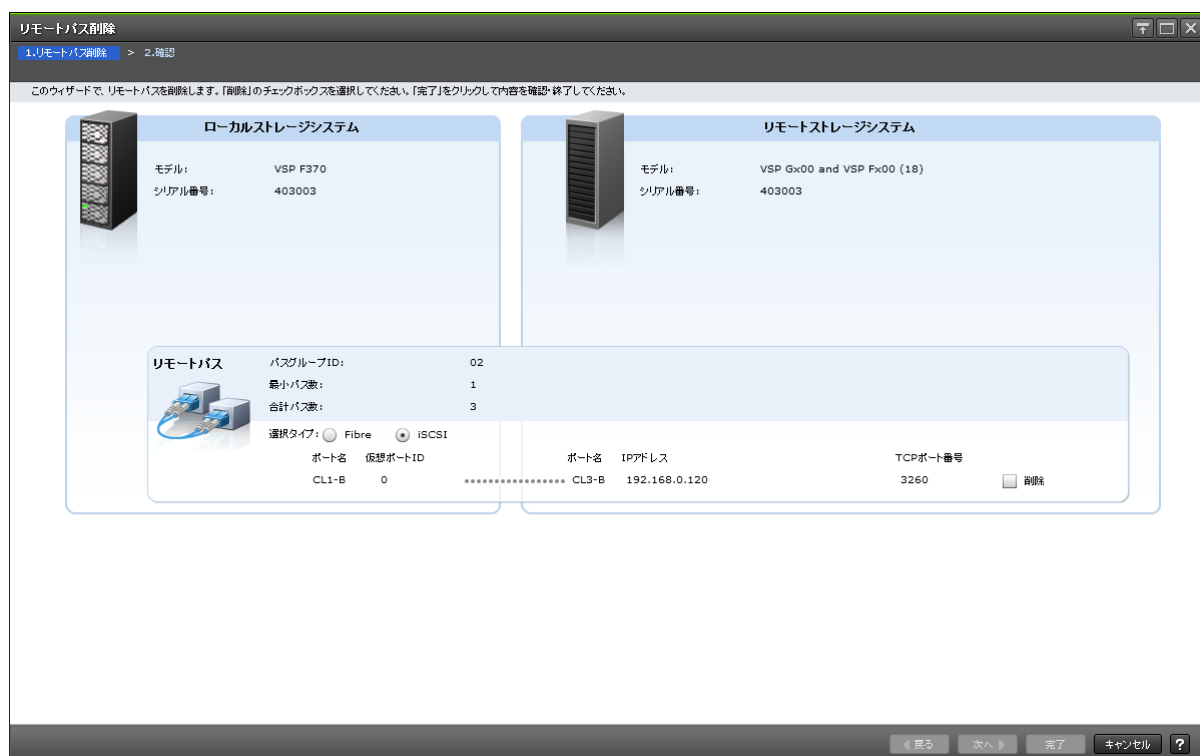 リモートパス削除
1.リモートパス削除 > 2.確認
このウィザードで、リモートパスを削除します。「削除」のチェックボックスを選択してください。「完了」をクリックして内容を確認・終了してください。
ローカルストレージシステム
モデル: VSP F370
シリアル番号: 403003
リモートストレージシステム
モデル: VSP Gx00 and VSP Fx00 (18)
シリアル番号: 403003
リモートパス
パスグループID: 02
最小パス数: 1
合計パス数: 3
選択タイプ: Fibre iSCSI
ポート名 仮想ポートID ポート名 IPアドレス TCPポート番号
CL1-B 0 CL3-B 192.168.0.120 3260 削除
戻る 次へ 完了 キャンセル ?